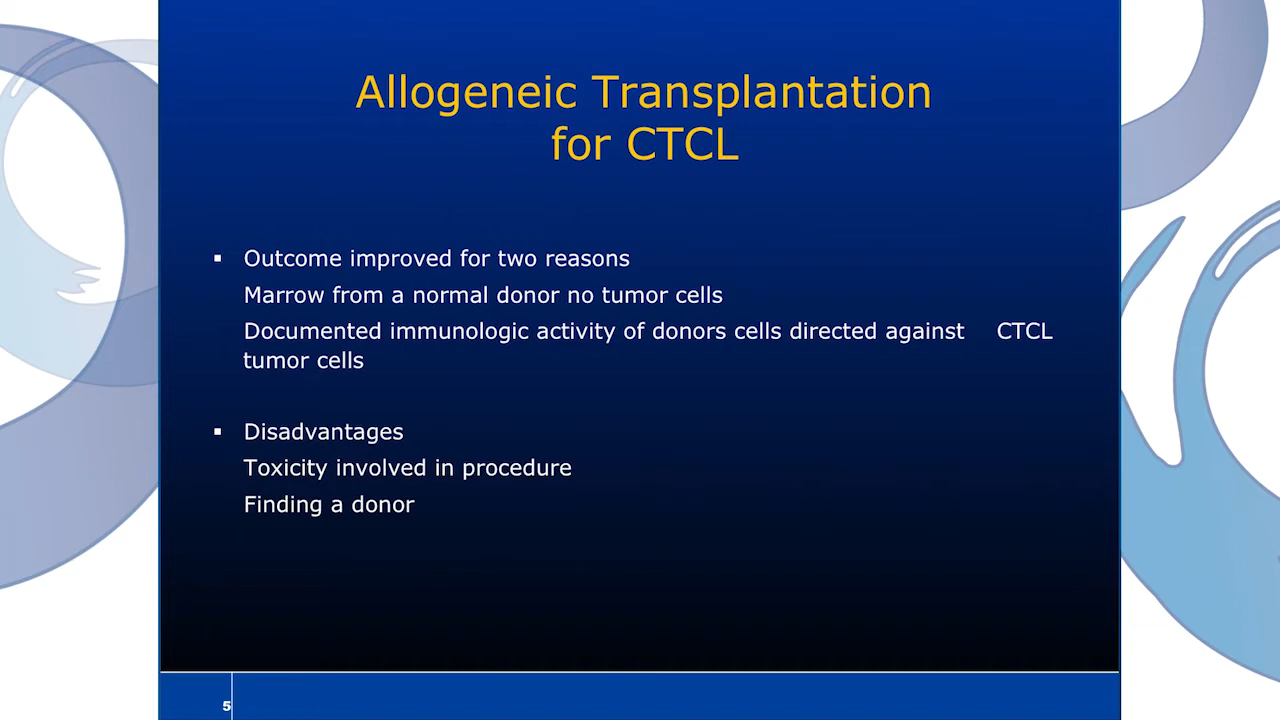 Allogeneic Transplantation
for CTCL
▪ Outcome improved for two reasons
Marrow from a normal donor no tumor cells
Documented immunologic activity of donors cells directed against CTCL
tumor cells
▪ Disadvantages
Toxicity involved in procedure
Finding a donor
5